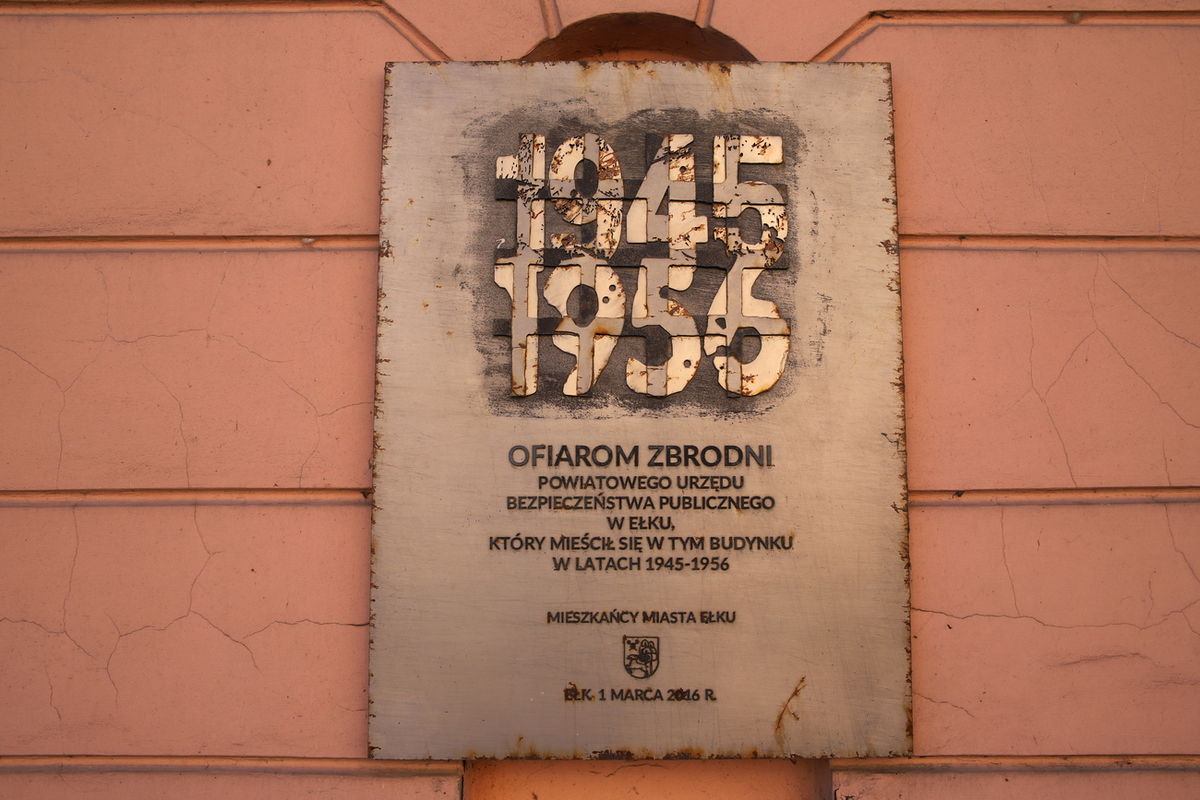 1945
1956
OFIAROM ZBRODNI
POWIATOWEGO URZĘDU
BEZPIECZEŃSTWA PUBLICZNEGO
W EŁKU,
KTÓRY MIEŚCIŁ SIĘ W TYM BUDYNKU
W LATACH 1945-1956
MIESZKAŃCY MIASTA EŁKU
EŁK, 1 MARCA 2016 R.